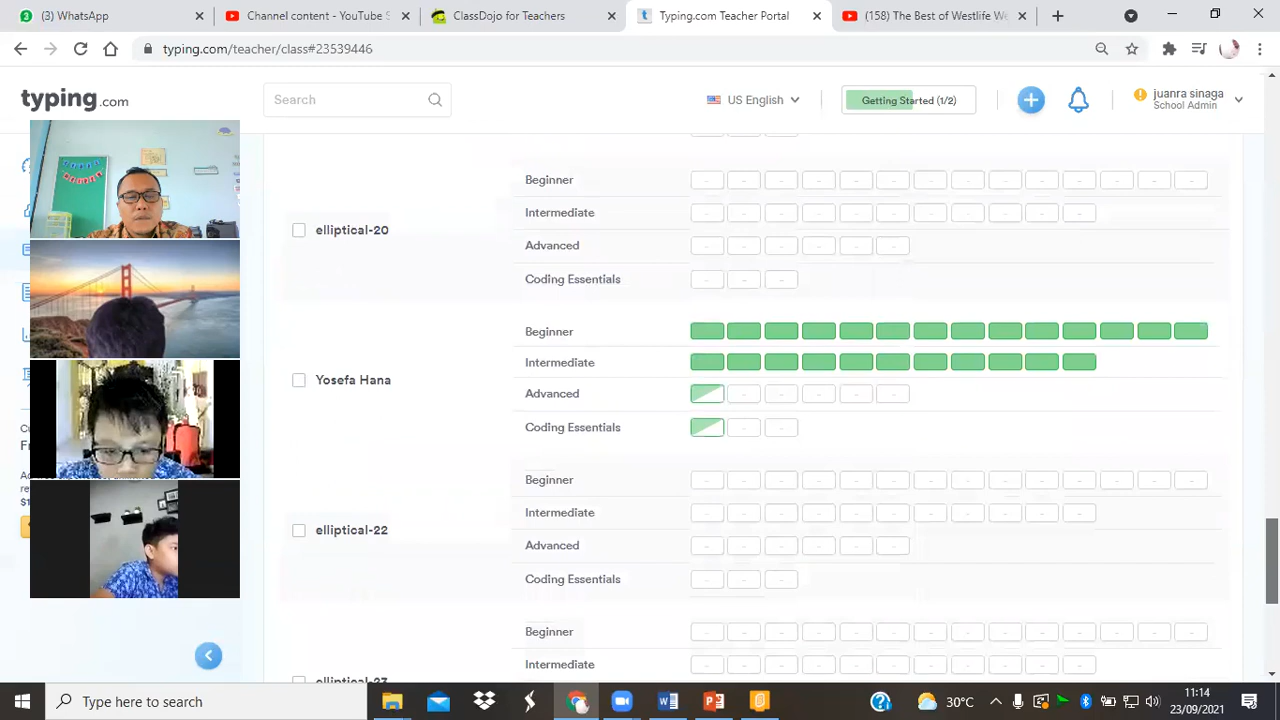 (3) WhatsApp
Channel content - YouTube S
ClassDojo for Teachers
Typing.com Teacher Portal
(158) The Best of Westlife We
typing.com/teacher/class#23539446
typing.com
Search
US English
Getting Started (1/2)
juanra sinaga
School Admin
Beginner
Intermediate
elliptical-20
Advanced
Coding Essentials
Beginner
Intermediate
Yosefa Hana
Advanced
Coding Essentials
Beginner
Intermediate
elliptical-22
Advanced
Coding Essentials
Beginner
Intermediate
elliptical-23
Type here to search
30°C
11:14
23/09/2021